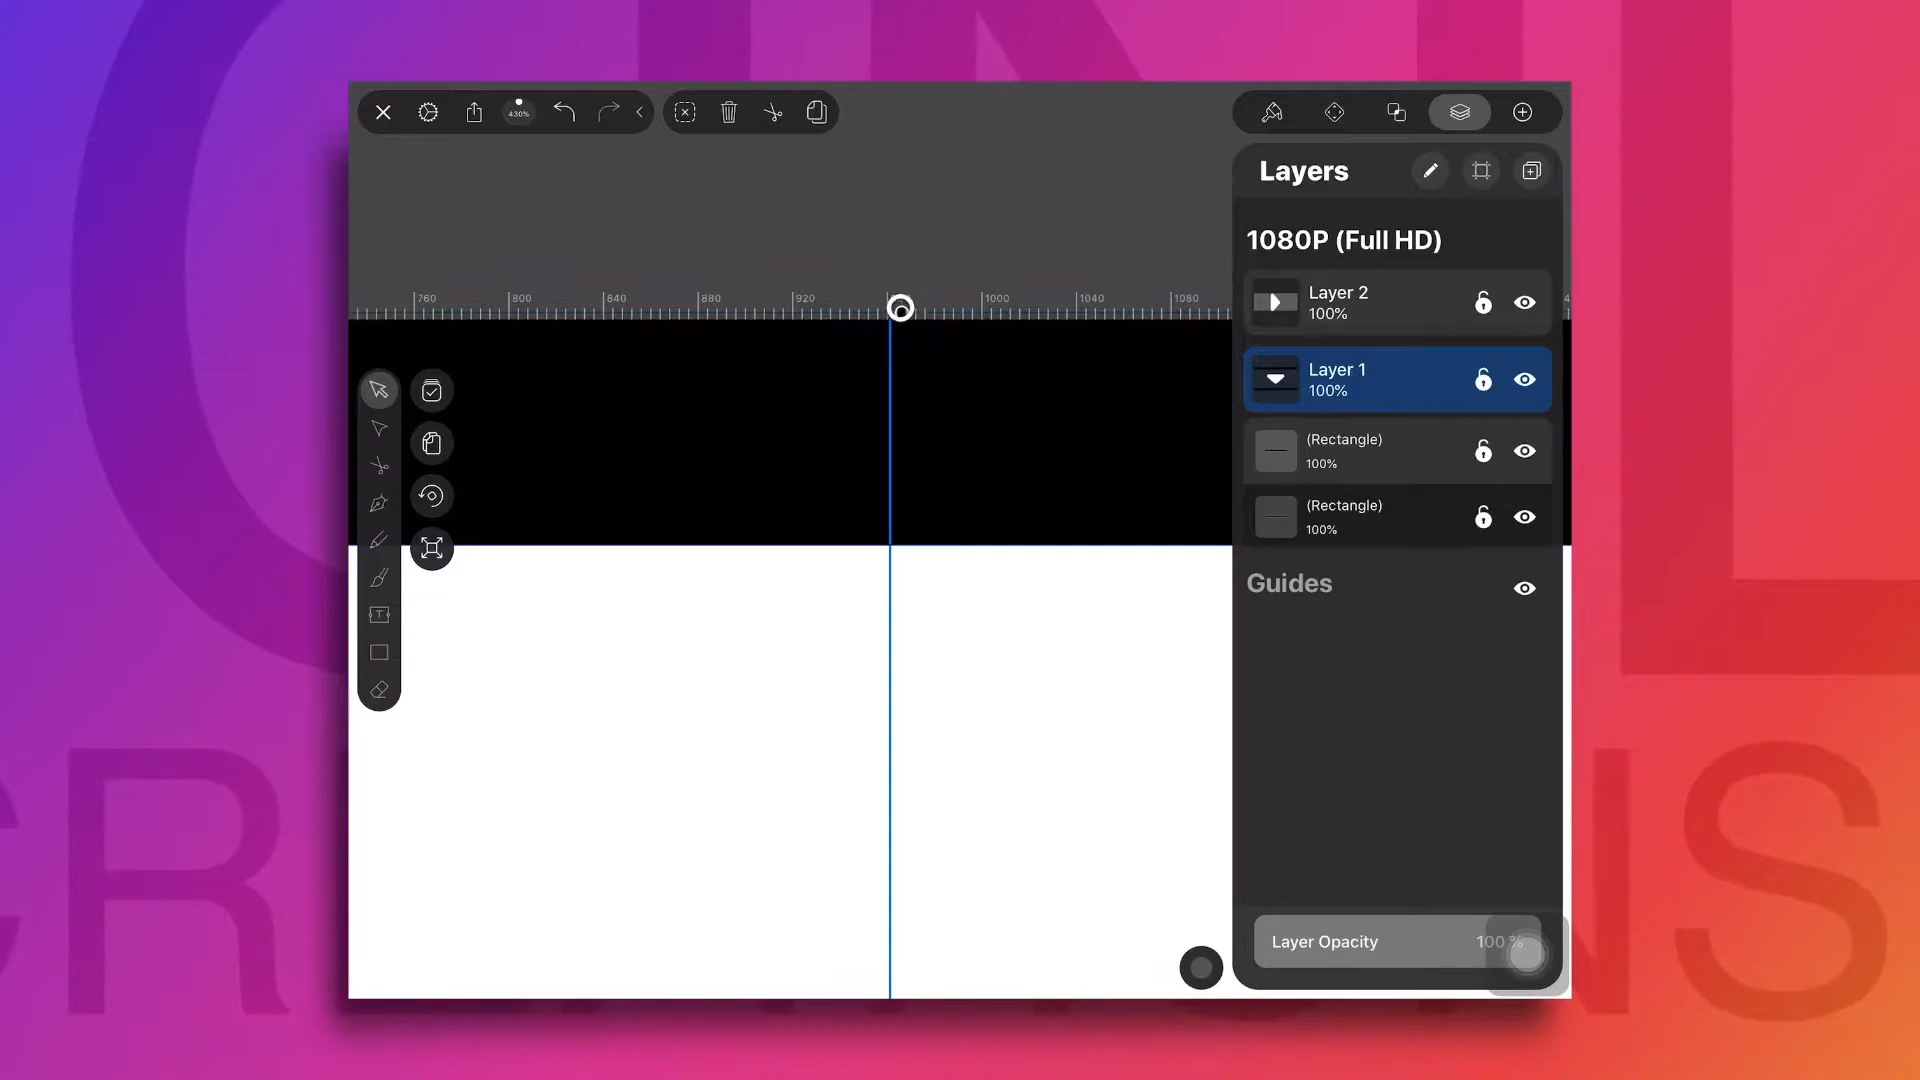 430%
Layers
1080P (Full HD)
760 800 840 880 920 1000 1040 1080
Layer 2
100%
Layer 1
100%
(Rectangle)
100%
(Rectangle)
100%
Guides
Layer Opacity 100 %